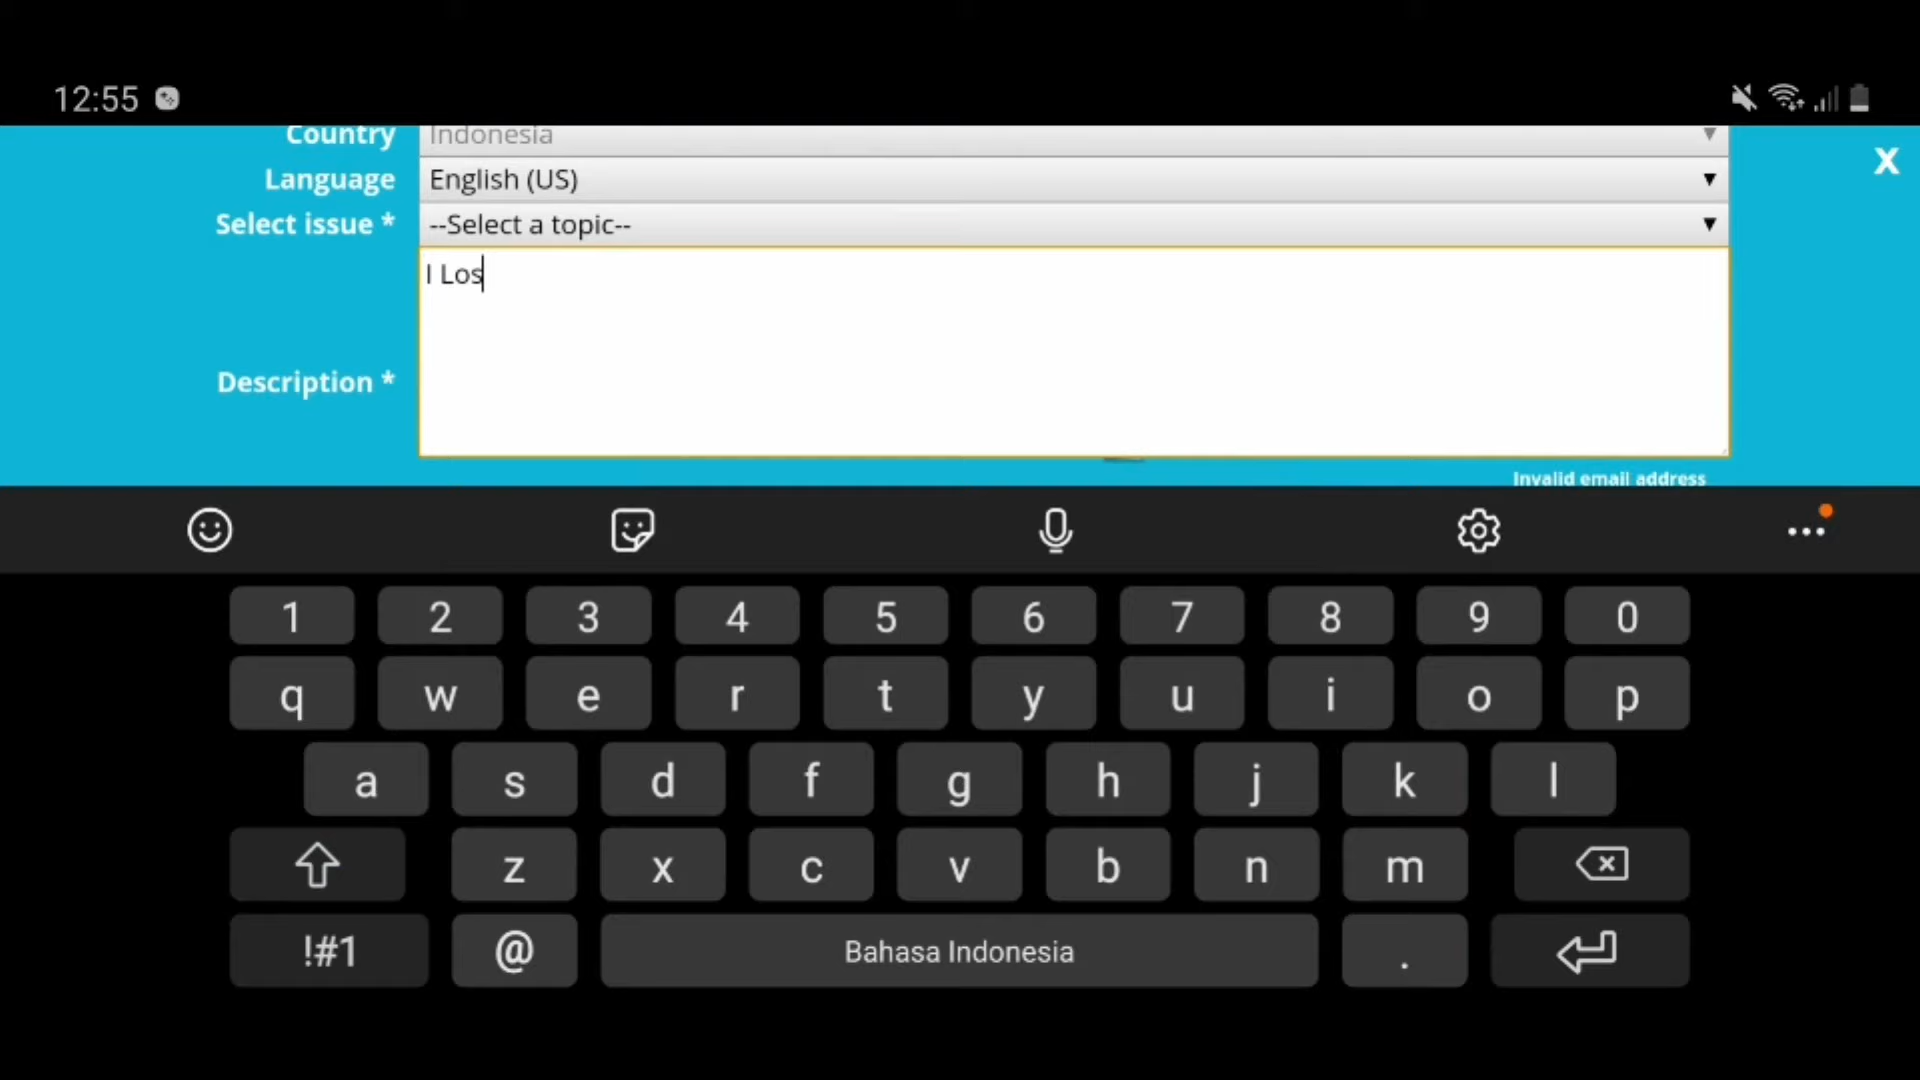 12:55
Country Indonesia
Language English (US)
Select issue * --Select a topic--
I Los
Description *
Invalid email address
1 2 3 4 5 6 7 8 9 0
q w e r t y u i o p
a s d f g h j k l
z x c v b n m
!#1 @ Bahasa Indonesia .
X